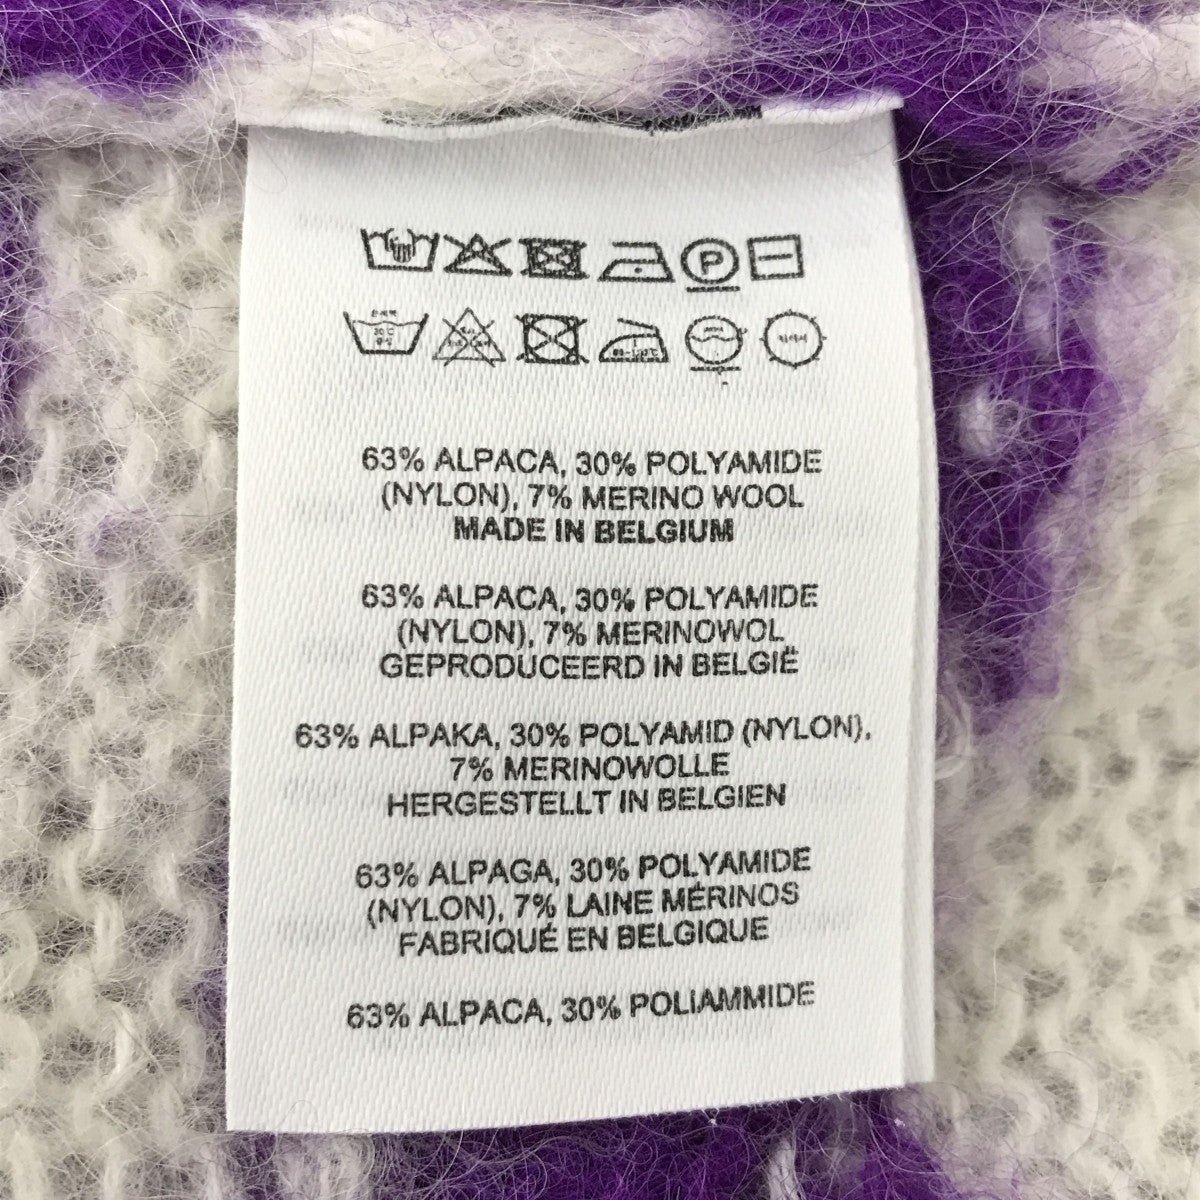 P
63% ALPACA, 30% POLYAMIDE
(NYLON), 7% MERINO WOOL
MADE IN BELGIUM
63% ALPACA, 30% POLYAMIDE
(NYLON), 7% MERINOWOL
GEPRODUCEERD IN BELGIË
63% ALPAKA, 30% POLYAMID (NYLON),
7% MERINOWOLLE
HERGESTELLT IN BELGIEN
63% ALPAGA, 30% POLYAMIDE
(NYLON), 7% LAINE MÉRINOS
FABRIQUÉ EN BELGIQUE
63% ALPACA, 30% POLIAMMIDE